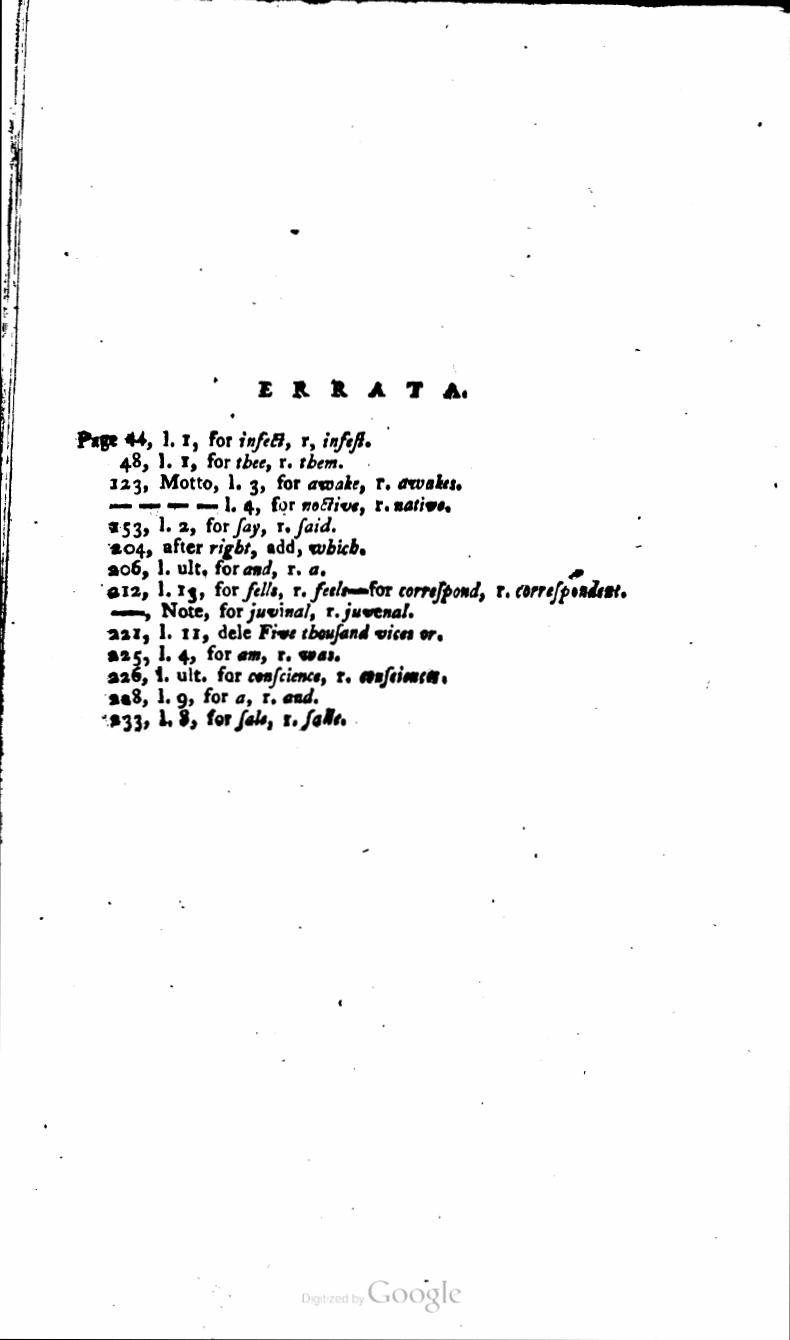 ERRATA.
Page 44, l. 1, for infect, r, infeſt.
48, l. 1, for thee, r. them.
123, Motto, l. 3, for awake, r. awakes.
— — — — l. 4, for noctive, r. native.
153, l. 2, for ſay, r. ſaid.
204, after right, add, which.
206, l. ult. for and, r. a.
212, l. 13, for fells, r. feels—for correſpond, r. correſpondent.
—, Note, for juvinal, r. juvenal.
221, l. 11, dele Five thouſand vices or.
225, l. 4, for am, r. was.
226, l. ult. for conſcience, r.
228, l. 9, for a, r. and.
233, l. 8, for ſale, r.
Digitized by Google